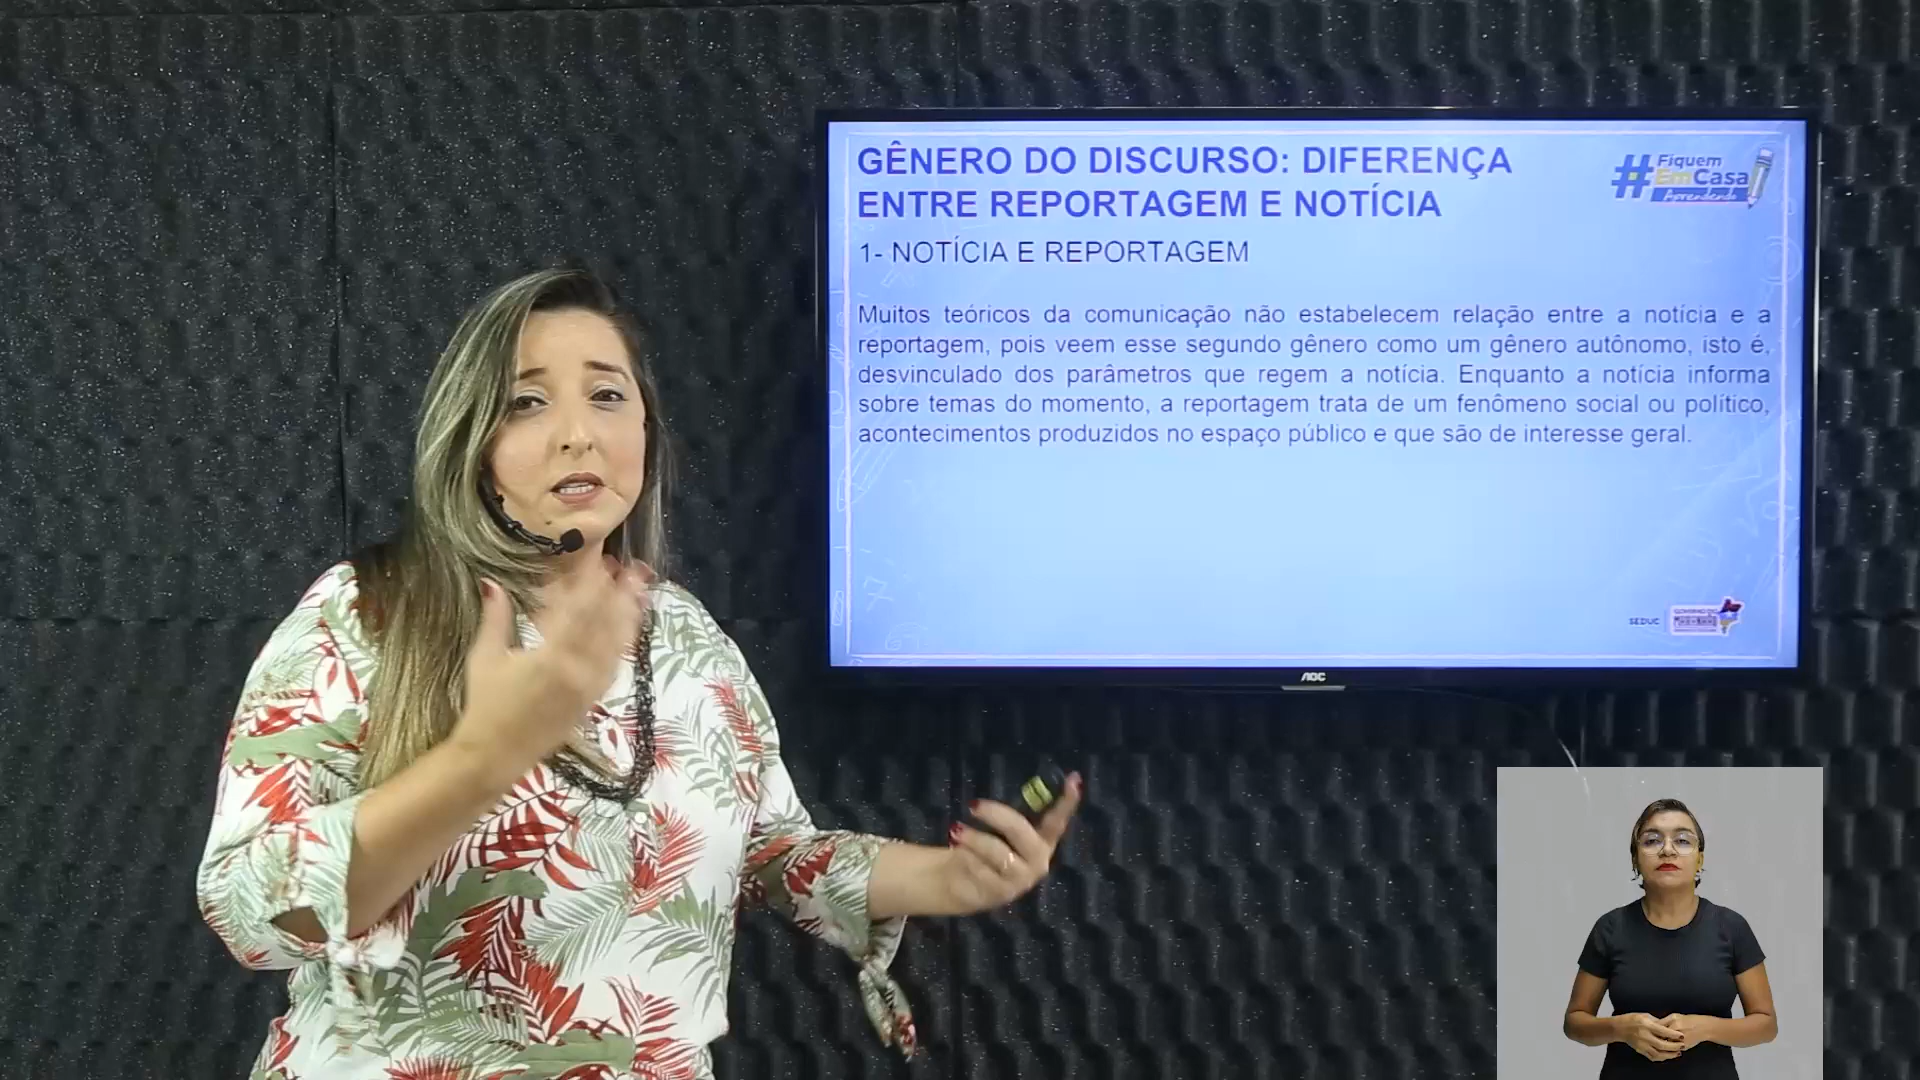 GÊNERO DO DISCURSO: DIFERENÇA
ENTRE REPORTAGEM E NOTÍCIA
#Fiquem
EmCasa
Aprendendo
1- NOTÍCIA E REPORTAGEM
Muitos teóricos da comunicação não estabelecem relação entre a notícia e a
reportagem, pois veem esse segundo gênero como um gênero autônomo, isto é,
desvinculado dos parâmetros que regem a notícia. Enquanto a notícia informa
sobre temas do momento, a reportagem trata de um fenômeno social ou político,
acontecimentos produzidos no espaço público e que são de interesse geral.
SEDUC
GOVERNO DO
MARANHÃO
AOC